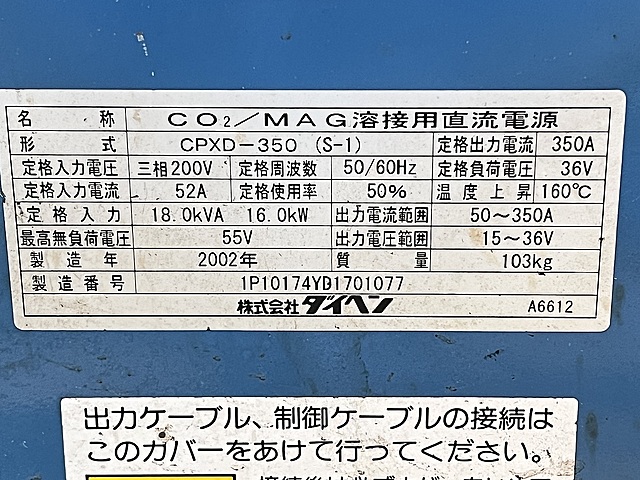 名称 CO₂/MAG溶接用直流電源
形式 CPXD-350 (S-1) 定格出力電流 350A
定格入力電圧 三相200V 定格周波数 50/60Hz 定格負荷電圧 36V
定格入力電流 52A 定格使用率 50% 温度上昇 160℃
定格入力 18.0kVA 16.0kW 出力電流範囲 50~350A
最高無負荷電圧 55V 出力電圧範囲 15~36V
製造年 2002年 質量 103kg
製造番号 1P10174YD1701077
株式会社ダイヘン A6612
出力ケーブル、制御ケーブルの接続は
このカバーをあけて行ってください。